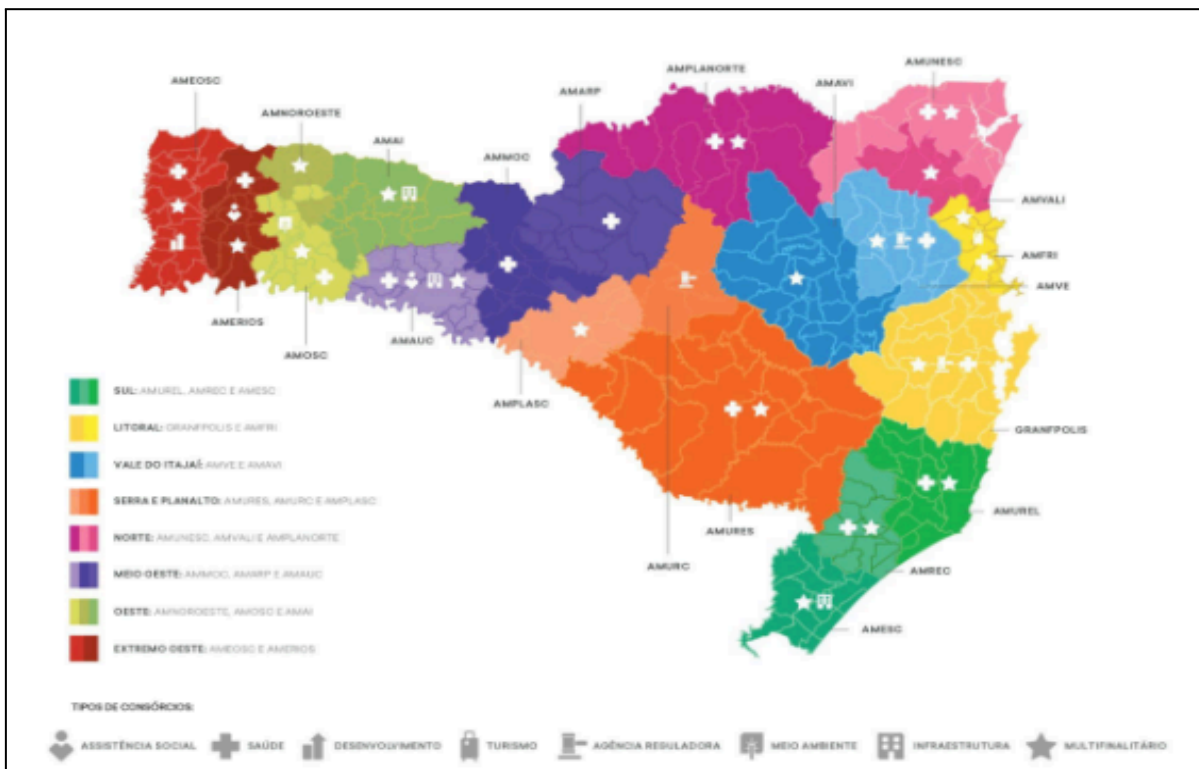 AMUNESC
AMPLANORTE
AMEOSC
AMAVI
AMARP
AMNOROESTE
AMAI
AMMOC
AMVALI
AMFRI
AMVE
AMERIOS
AMOSC
AMAUC
AMPLASC
GRANFPOLIS
AMURES
AMUREL
AMURC
AMREC
AMESC
SUL: AMUREL, AMREC E AMESC
LITORAL: GRANFPOLIS E AMFRI
VALE DO ITAJAÍ: AMVE E AMAVI
SERRA E PLANALTO: AMURES, AMURC E AMPLASC
NORTE: AMUNESC, AMVALI E AMPLANORTE
MEIO OESTE: AMMOC, AMARP E AMAUC
OESTE: AMNOROESTE, AMOSC E AMAI
EXTREMO OESTE: AMEOSC E AMERIOS
TIPOS DE CONSÓRCIOS:
ASSISTÊNCIA SOCIAL SAÚDE DESENVOLVIMENTO TURISMO AGÊNCIA REGULADORA MEIO AMBIENTE INFRAESTRUTURA MULTIFINALITÁRIO